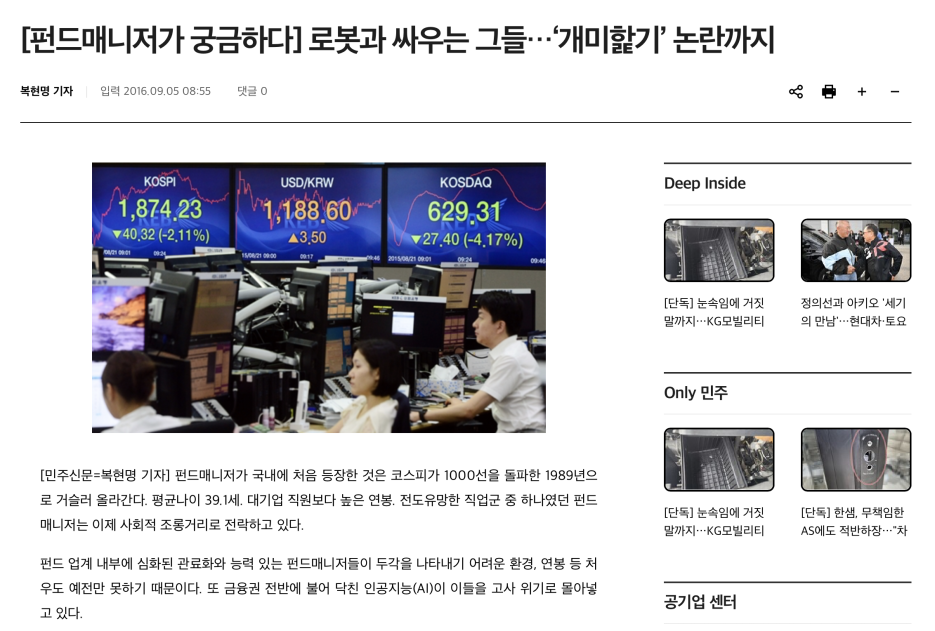 [펀드매니저가 궁금하다] 로봇과 싸우는 그들…‘개미핥기’ 논란까지
복현명 기자 입력 2016.09.05 08:55 댓글 0
KOSPI
1,874.23
▼40.32 (-2.11%)
USD/KRW
1,188.60
▲3.50
KOSDAQ
629.31
▼27.40 (-4.17%)
[민주신문=복현명 기자] 펀드매니저가 국내에 처음 등장한 것은 코스피가 1000선을 돌파한 1989년으
로 거슬러 올라간다. 평균나이 39.1세. 대기업 직원보다 높은 연봉. 전도유망한 직업군 중 하나였던 펀드
매니저는 이제 사회적 조롱거리로 전락하고 있다.
펀드 업계 내부에 심화된 관료화와 능력 있는 펀드매니저들이 두각을 나타내기 어려운 환경, 연봉 등 처
우도 예전만 못하기 때문이다. 또 금융권 전반에 불어 닥친 인공지능(AI)이 이들을 고사 위기로 몰아넣
고 있다.
Deep Inside
[단독] 눈속임에 거짓
말까지…KG모빌리티
정의선과 아키오 '세기
의 만남'…현대차·토요
Only 민주
[단독] 눈속임에 거짓
말까지…KG모빌리티
[단독] 한샘, 무책임한
AS에도 적반하장…"차
공기업 센터